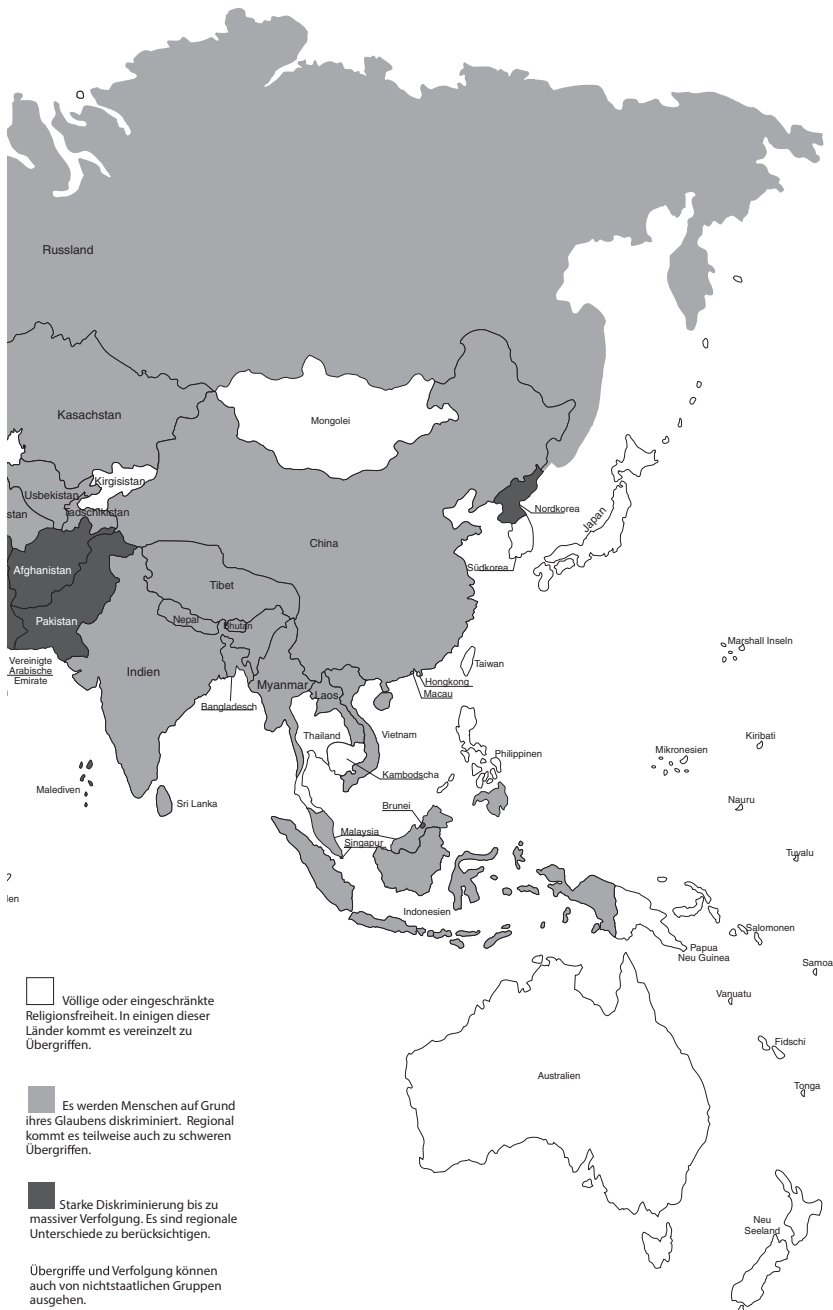 Russland
Kasachstan
Mongolei
Kirgisistan
Usbekistan
Tadschikistan
stan
Nordkorea
Japan
China
Afghanistan
Südkorea
Tibet
Pakistan
Nepal
Bhutan
Marshall Inseln
Vereinigte
Arabische
Emirate
Taiwan
Indien
Hongkong
Myanmar
Laos
Macau
Bangladesch
Thailand
Vietnam
Kiribati
Mikronesien
Philippinen
Kambodscha
Malediven
Sri Lanka
Brunei
Nauru
Malaysia
Singapur
Tuvalu
len
Indonesien
Salomonen
Papua
Neu Guinea
Samoa
Vanuatu
Fidschi
Australien
Tonga
Neu
Seeland
Völlige oder eingeschränkte
Religionsfreiheit. In einigen dieser
Länder kommt es vereinzelt zu
Übergriffen.
Es werden Menschen auf Grund
ihres Glaubens diskriminiert. Regional
kommt es teilweise auch zu schweren
Übergriffen.
Starke Diskriminierung bis zu
massiver Verfolgung. Es sind regionale
Unterschiede zu berücksichtigen.
Übergriffe und Verfolgung können
auch von nichtstaatlichen Gruppen
ausgehen.